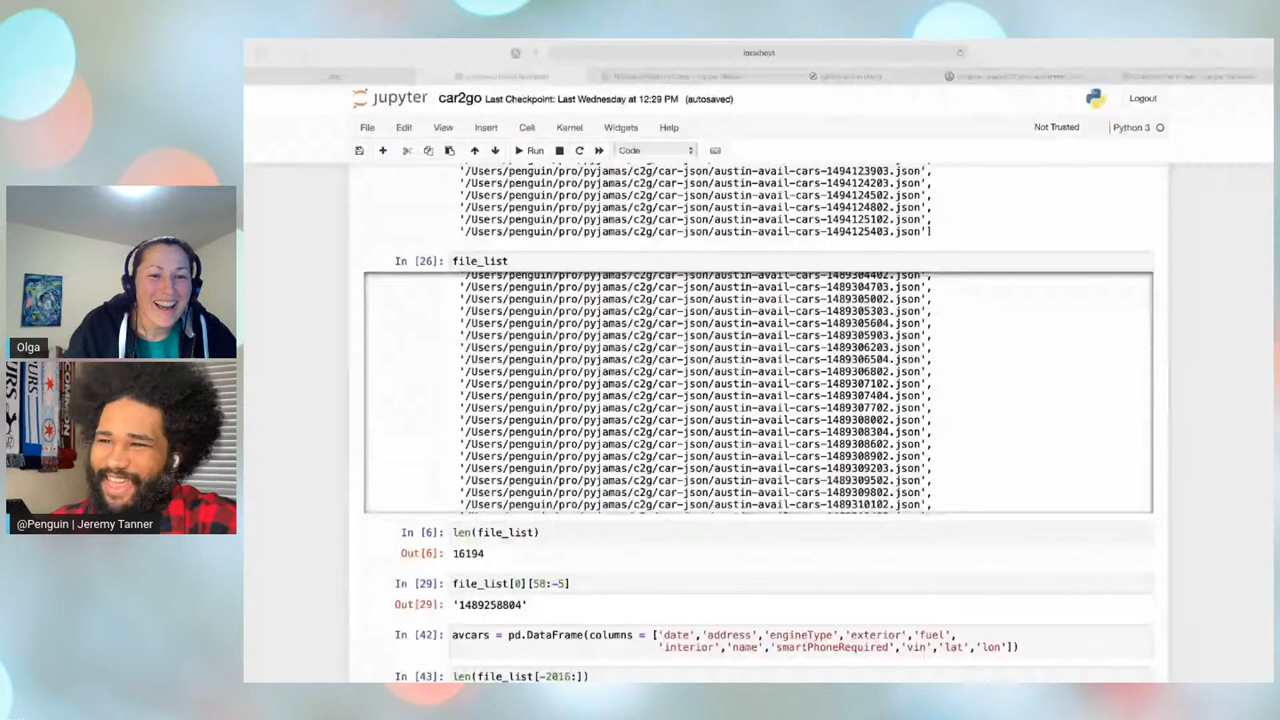 localhost
jupyter car2go Last Checkpoint: Last Wednesday at 12:29 PM (autosaved)
Logout
File Edit View Insert Cell Kernel Widgets Help
Not Trusted Python 3
Run Code
'/Users/penguin/pro/pyjamas/c2g/car-json/austin-avail-cars-1494123903.json',
'/Users/penguin/pro/pyjamas/c2g/car-json/austin-avail-cars-1494124203.json',
'/Users/penguin/pro/pyjamas/c2g/car-json/austin-avail-cars-1494124502.json',
'/Users/penguin/pro/pyjamas/c2g/car-json/austin-avail-cars-1494124802.json',
'/Users/penguin/pro/pyjamas/c2g/car-json/austin-avail-cars-1494125102.json',
'/Users/penguin/pro/pyjamas/c2g/car-json/austin-avail-cars-1494125403.json']
In [26]: file_list
'/Users/penguin/pro/pyjamas/c2g/car-json/austin-avail-cars-1489304402.json',
'/Users/penguin/pro/pyjamas/c2g/car-json/austin-avail-cars-1489304703.json',
'/Users/penguin/pro/pyjamas/c2g/car-json/austin-avail-cars-1489305002.json',
'/Users/penguin/pro/pyjamas/c2g/car-json/austin-avail-cars-1489305303.json',
'/Users/penguin/pro/pyjamas/c2g/car-json/austin-avail-cars-1489305604.json',
'/Users/penguin/pro/pyjamas/c2g/car-json/austin-avail-cars-1489305903.json',
'/Users/penguin/pro/pyjamas/c2g/car-json/austin-avail-cars-1489306203.json',
'/Users/penguin/pro/pyjamas/c2g/car-json/austin-avail-cars-1489306504.json',
'/Users/penguin/pro/pyjamas/c2g/car-json/austin-avail-cars-1489306802.json',
'/Users/penguin/pro/pyjamas/c2g/car-json/austin-avail-cars-1489307102.json',
'/Users/penguin/pro/pyjamas/c2g/car-json/austin-avail-cars-1489307404.json',
'/Users/penguin/pro/pyjamas/c2g/car-json/austin-avail-cars-1489307702.json',
'/Users/penguin/pro/pyjamas/c2g/car-json/austin-avail-cars-1489308002.json',
'/Users/penguin/pro/pyjamas/c2g/car-json/austin-avail-cars-1489308304.json',
'/Users/penguin/pro/pyjamas/c2g/car-json/austin-avail-cars-1489308602.json',
'/Users/penguin/pro/pyjamas/c2g/car-json/austin-avail-cars-1489308902.json',
'/Users/penguin/pro/pyjamas/c2g/car-json/austin-avail-cars-1489309203.json',
'/Users/penguin/pro/pyjamas/c2g/car-json/austin-avail-cars-1489309502.json',
'/Users/penguin/pro/pyjamas/c2g/car-json/austin-avail-cars-1489309802.json',
'/Users/penguin/pro/pyjamas/c2g/car-json/austin-avail-cars-1489310102.json',
In [6]: len(file_list)
Out[6]: 16194
In [29]: file_list[0][58:-5]
Out[29]: '1489258804'
In [42]: avcars = pd.DataFrame(columns = ['date','address','engineType','exterior','fuel',
'interior','name','smartPhoneRequired','vin','lat','lon'])
In [43]: len(file_list[-2016:])
Olga
@Penguin | Jeremy Tanner